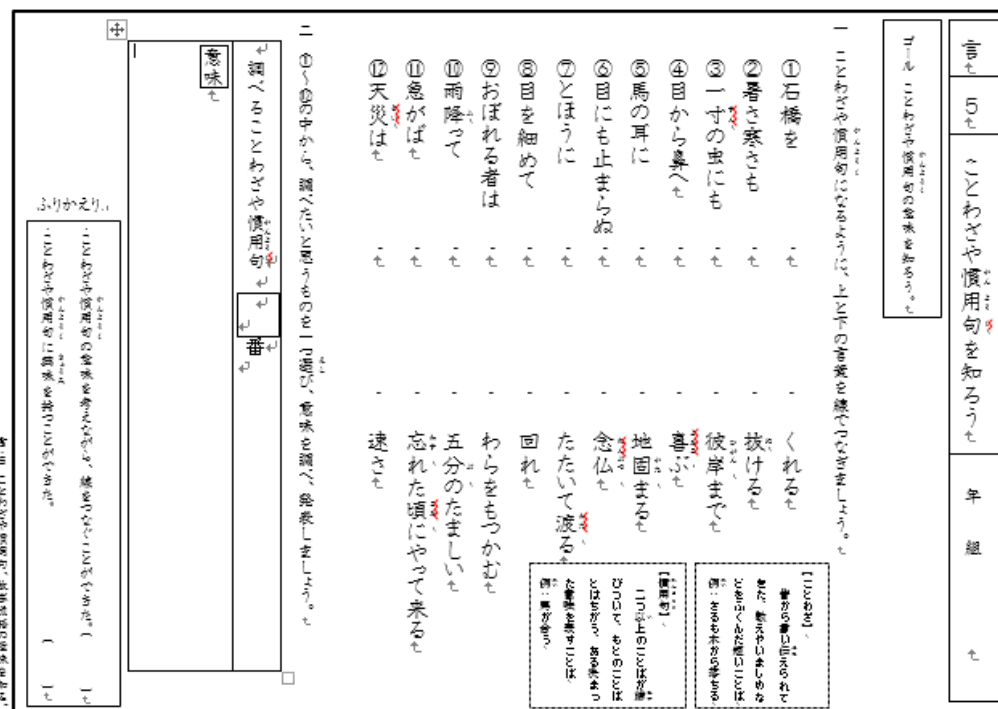 言
5
ことわざや慣用句を知ろう
年
組
ゴール ことわざや慣用句の意味を知ろう。
一 ことわざや慣用句になるように、上と下の言葉を線でつなぎましょう。
①石橋を ・ ・ くれる
②暑さ寒さも ・ ・ 抜ける
③一寸の虫にも ・ ・ 彼岸まで
④目から鼻へ ・ ・ 喜ぶ
⑤馬の耳に ・ ・ 地固まる
⑥目にも止まらぬ ・ ・ 念仏
⑦とほうに ・ ・ たたいて渡る
⑧目を細めて ・ ・ 回れ
⑨おぼれる者は ・ ・ わらをもつかむ
⑩雨降って ・ ・ 五分のたましい
⑪急がば ・ ・ 忘れた頃にやって来る
⑫天災は ・ ・ 速さ
【ことわざ】
昔から言い伝えられて
きた、教えやいましめな
どをふくんだ短いことば
例:さるも木から落ちる
【慣用句】
二つ以上のことばが結
びついて、もとのことば
とはちがう、ある決まっ
た意味を表すことば
例:馬が合う
二 ①~⑫の中から、調べたいと思うものを一つ選び、意味を調べ、発表しましょう。
調べることわざや慣用句
番
意味
ふりかえり
・ことわざや慣用句の意味を考えながら、線をつなぐことができた。( )
・ことわざや慣用句に興味を持つことができた。( )